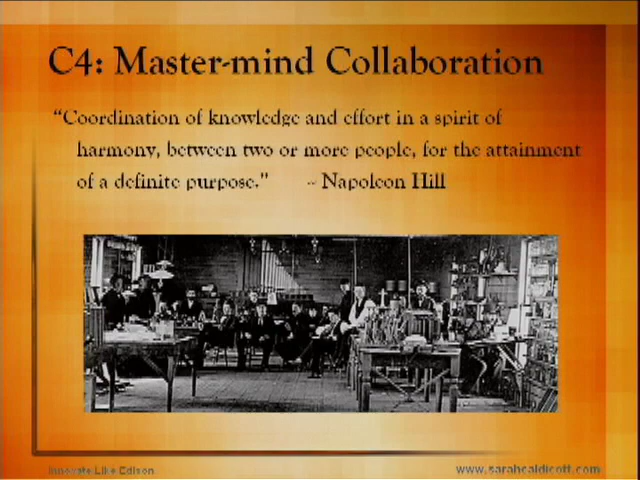 C4: Master-mind Collaboration
“Coordination of knowledge and effort in a spirit of
harmony, between two or more people, for the attainment
of a definite purpose.” ~ Napoleon Hill
Innovate Like Edison
www.sarahcaldicott.com